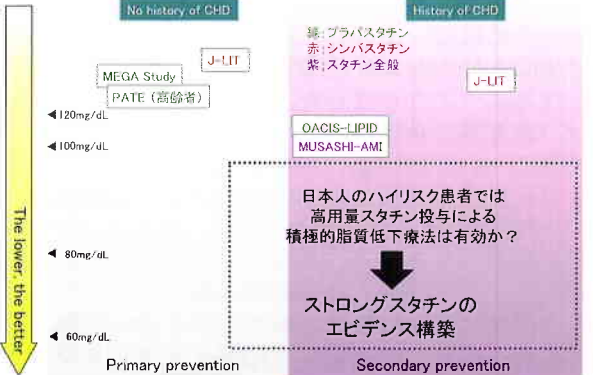 No history of CHD
History of CHD
緑:プラバスタチン
赤:シンバスタチン
紫:スタチン全般
J-LIT
MEGA Study
PATE(高齢者)
J-LIT
◀120mg/dL
◀100mg/dL
OACIS-LIPID
MUSASHI-AMI
日本人のハイリスク患者では
高用量スタチン投与による
積極的脂質低下療法は有効か?
◀ 80mg/dL
ストロングスタチンの
エビデンス構築
◀ 60mg/dL
The lower, the better
Primary prevention
Secondary prevention